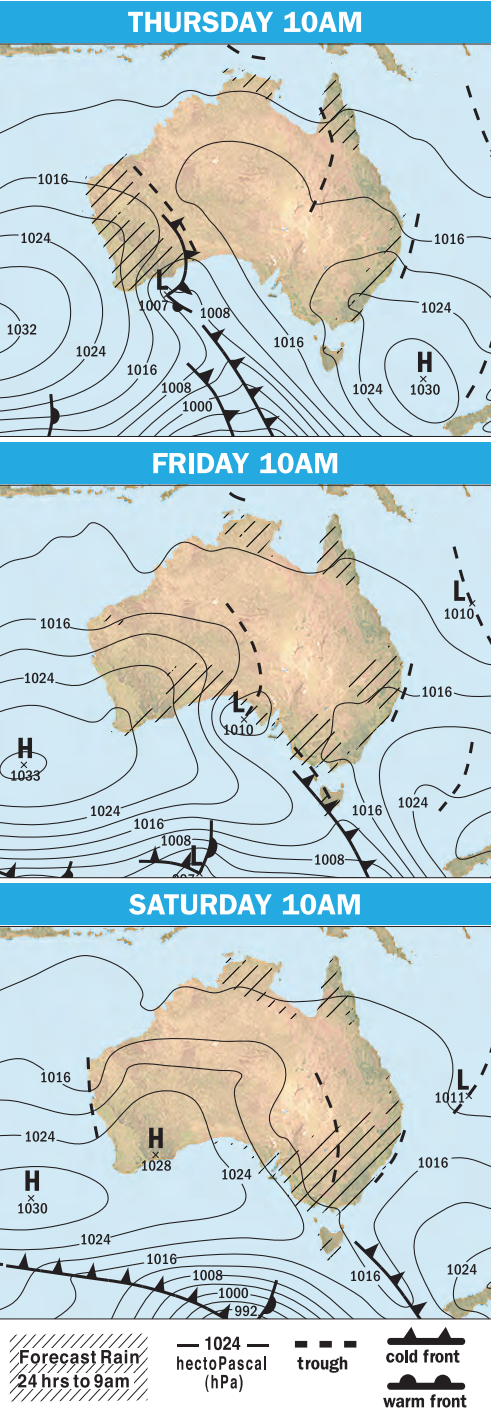 THURSDAY 10AM
1016
1024
1032
1024
1016
1008
1000
L
1007
1008
1016
1016
1024
1024
H
1030
FRIDAY 10AM
1016
1024
H
1033
L
1010
L
1010
1016
1024
1016
1024
1016
1008
L
1008
SATURDAY 10AM
1016
1024
H
1028
H
1030
1024
1024
1016
1008
1000
992
L
1011
1016
1016
1024
Forecast Rain
24 hrs to 9am
1024
hectoPascal
(hPa)
trough
cold front
warm front